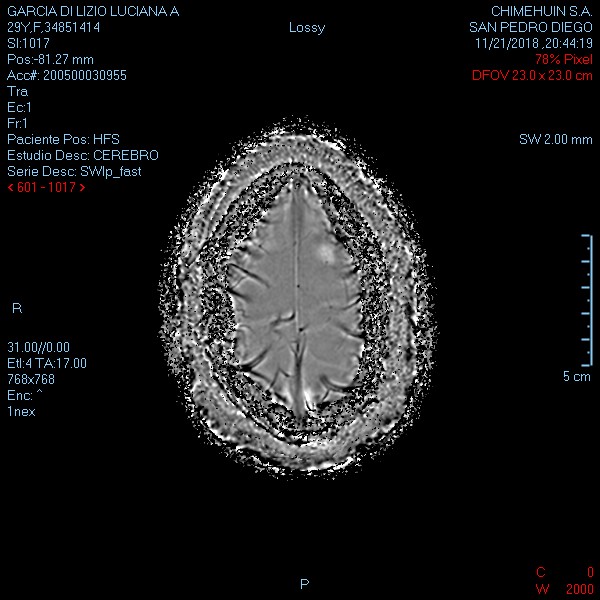 GARCIA DI LIZIO LUCIANA A
29Y,F,34851414
SI:1017
Pos:-81.27 mm
Acc#: 200500030955
Tra
Ec:1
Fr:1
Paciente Pos: HFS
Estudio Desc: CEREBRO
Serie Desc: SWIp_fast
< 601 - 1017 >
Lossy
CHIMEHUIN S.A.
SAN PEDRO DIEGO
11/21/2018 ,20:44:19
78% Pixel
DFOV 23.0 x 23.0 cm
SW 2.00 mm
R
31.00//0.00
Etl:4 TA:17.00
768x768
Enc: ^
1nex
5 cm
P
C 0
W 2000